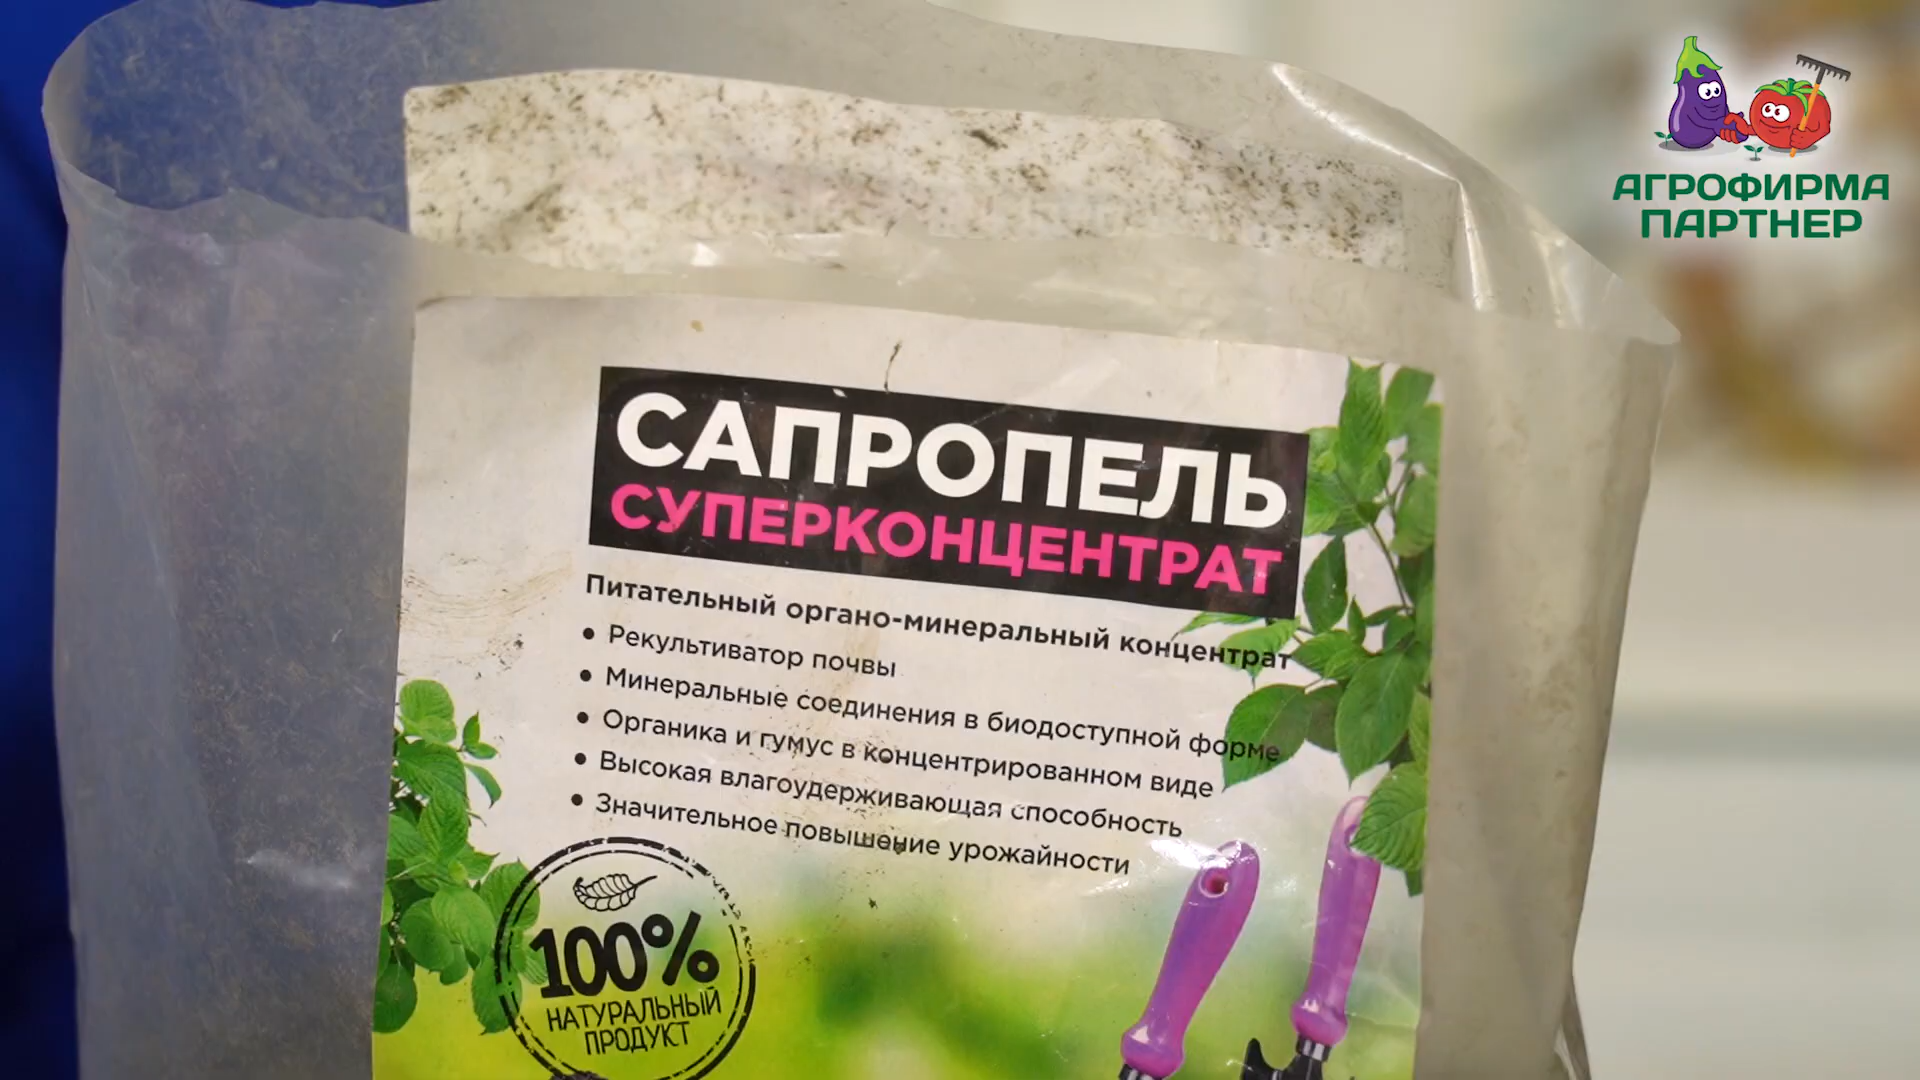 АГРОФИРМА
ПАРТНЕР
САПРОПЕЛЬ
СУПЕРКОНЦЕНТРАТ
Питательный органо-минеральный концентрат
• Рекультиватор почвы
• Минеральные соединения в биодоступной форме
• Органика и гумус в концентрированном виде
• Высокая влагоудерживающая способность
• Значительное повышение урожайности
100%
НАТУРАЛЬНЫЙ
ПРОДУКТ